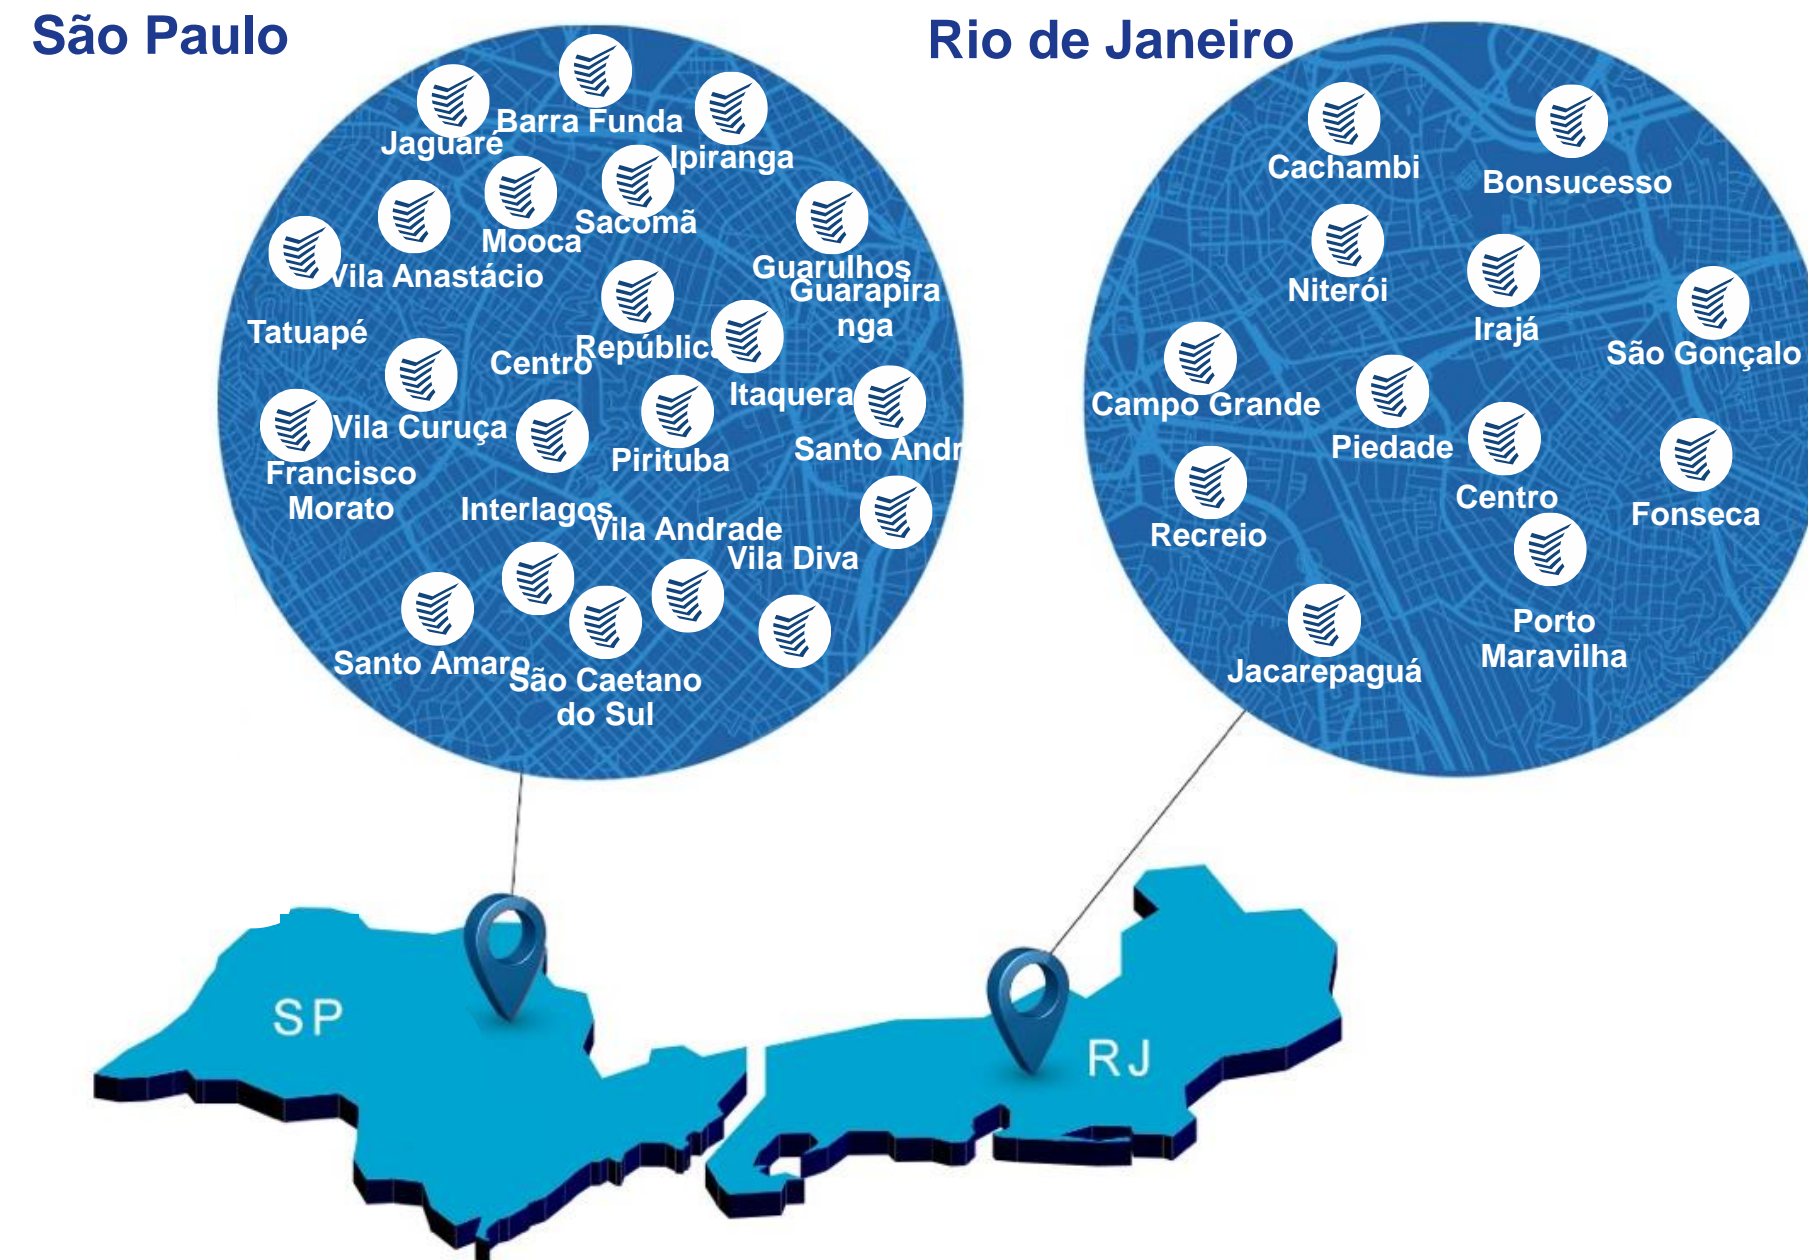 São Paulo
Rio de Janeiro
Barra Funda
Jaguaré
Ipiranga
Sacomã
Mooca
Vila Anastácio
Guarulhos
Guarapira
nga
Tatuapé
Centro
República
Itaquera
Vila Curuça
Santo Andr
Pirituba
Francisco
Morato
Interlagos
Vila Andrade
Vila Diva
Santo Amaro
São Caetano
do Sul
Cachambi
Bonsucesso
Niterói
Irajá
São Gonçalo
Campo Grande
Piedade
Centro
Fonseca
Recreio
Porto
Maravilha
Jacarepaguá
SP
RJ